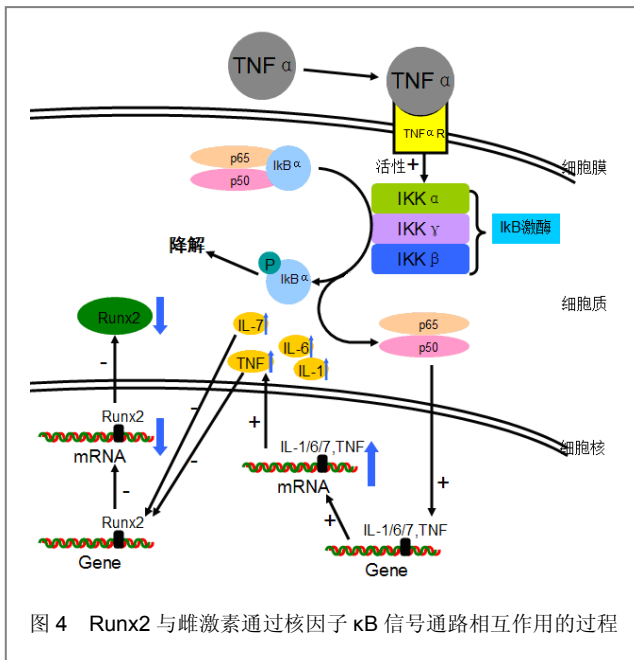 TNF α
TNF α
TNF α R
p65
p50
IkB α
活性+
细胞膜
IKK α
IKK γ
IKK β
IkB激酶
降解
P
IkB α
细胞质
Runx2
IL-7
IL-6
TNF
IL-1
p65
p50
-
-
+
-
Runx2
mRNA
IL-1/6/7,TNF
mRNA
细胞核
+
-
+
Runx2
Gene
IL-1/6/7,TNF
Gene
图 4 Runx2 与雌激素通过核因子 κB 信号通路相互作用的过程